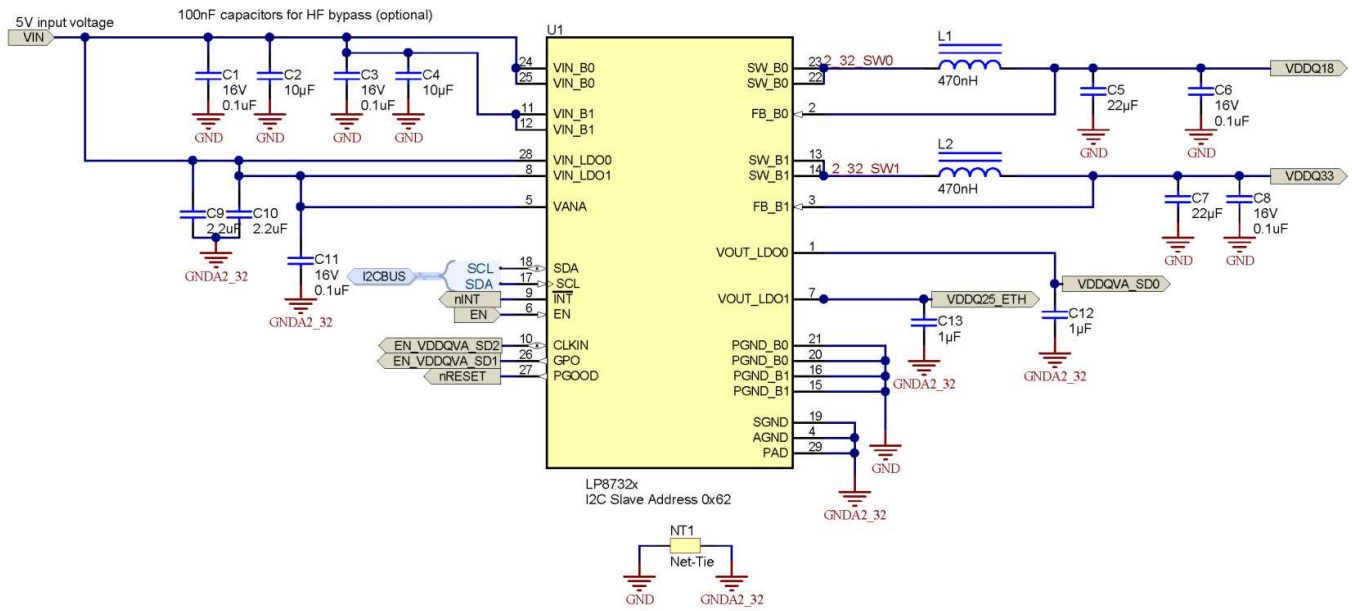 5V input voltage
100nF capacitors for HF bypass (optional)
VIN
C1
16V
0.1uF
GND
C2
10µF
GND
C3
16V
0.1uF
GND
C4
10µF
GND
C9
2.2uF
C10
2.2uF
GNDA2_32
C11
16V
0.1uF
GNDA2_32
I2CBUS
SCL
SDA
nINT
EN
EN_VDDQVA_SD2
EN_VDDQVA_SD1
nRESET
U1
24 VIN_B0
25 VIN_B0
11 VIN_B1
12 VIN_B1
28 VIN_LDO0
8 VIN_LDO1
5 VANA
18 SDA
17 SCL
9 INT
6 EN
10 CLKIN
26 GPO
27 PGOOD
SW_B0 23
SW_B0 22
FB_B0 2
SW_B1 13
SW_B1 14
FB_B1 3
VOUT_LDO0 1
VOUT_LDO1 7
PGND_B0 21
PGND_B0 20
PGND_B1 16
PGND_B1 15
SGND 19
AGND 4
PAD 29
LP8732x
I2C Slave Address 0x62
2_32_SW0
L1
470nH
C5
22µF
GND
C6
16V
0.1uF
GND
VDDQ18
2_32_SW1
L2
470nH
C7
22µF
GND
C8
16V
0.1uF
GND
VDDQ33
VDDQVA_SD0
C12
1µF
GNDA2_32
VDDQ25_ETH
C13
1µF
GNDA2_32
GND
GNDA2_32
NT1
Net-Tie
GND
GNDA2_32